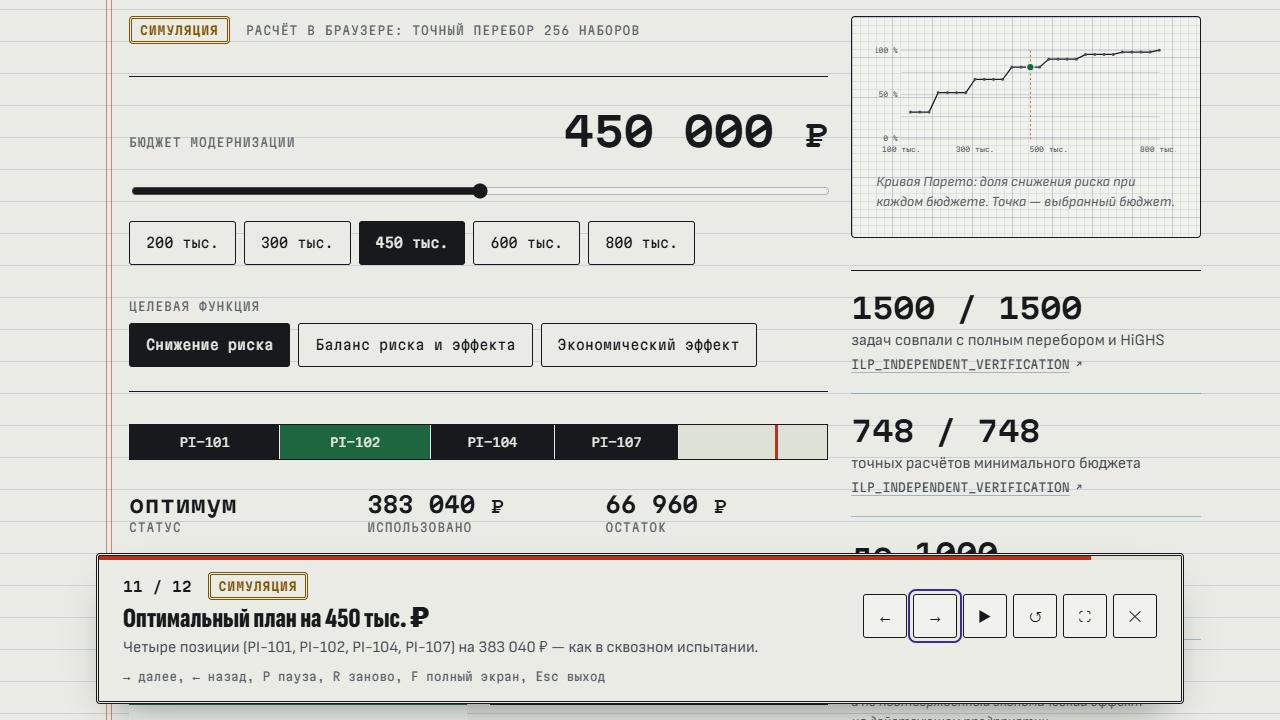 СИМУЛЯЦИЯ РАСЧЁТ В БРАУЗЕРЕ: ТОЧНЫЙ ПЕРЕБОР 256 НАБОРОВ
БЮДЖЕТ МОДЕРНИЗАЦИИ 450 000 ₽
200 тыс. 300 тыс. 450 тыс. 600 тыс. 800 тыс.
ЦЕЛЕВАЯ ФУНКЦИЯ
Снижение риска Баланс риска и эффекта Экономический эффект
PI-101 PI-102 PI-104 PI-107
оптимум 383 040 ₽ 66 960 ₽
СТАТУС ИСПОЛЬЗОВАНО ОСТАТОК
100 %
50 %
0 %
100 тыс. 300 тыс. 500 тыс. 800 тыс.
Кривая Парето: доля снижения риска при
каждом бюджете. Точка — выбранный бюджет.
1500 / 1500
задач совпали с полным перебором и HiGHS
ILP_INDEPENDENT_VERIFICATION ↗
748 / 748
точных расчётов минимального бюджета
ILP_INDEPENDENT_VERIFICATION ↗
до 1000
11 / 12 СИМУЛЯЦИЯ
Оптимальный план на 450 тыс. ₽
Четыре позиции (PI-101, PI-102, PI-104, PI-107) на 383 040 ₽ — как в сквозном испытании.
→ далее, ← назад, P пауза, R заново, F полный экран, Esc выход